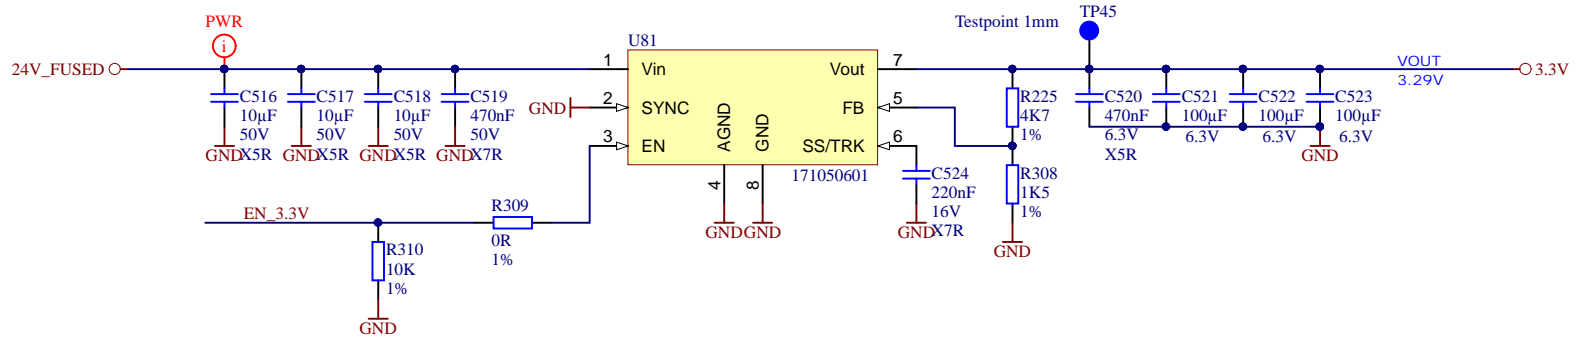 PWR
i
24V_FUSED
C516
10µF
50V
X5R
GND
C517
10µF
50V
X5R
GND
C518
10µF
50V
X5R
GND
C519
470nF
50V
X7R
GND
U81
1
Vin
GND
2
SYNC
3
EN
AGND
GND
4
8
GND
GND
Vout
7
FB
5
SS/TRK
6
171050601
EN_3.3V
R309
0R
1%
R310
10K
1%
GND
C524
220nF
16V
X7R
GND
R225
4K7
1%
R308
1K5
1%
GND
Testpoint 1mm
TP45
C520
470nF
6.3V
X5R
C521
100µF
6.3V
C522
100µF
6.3V
C523
100µF
6.3V
GND
VOUT
3.29V
3.3V